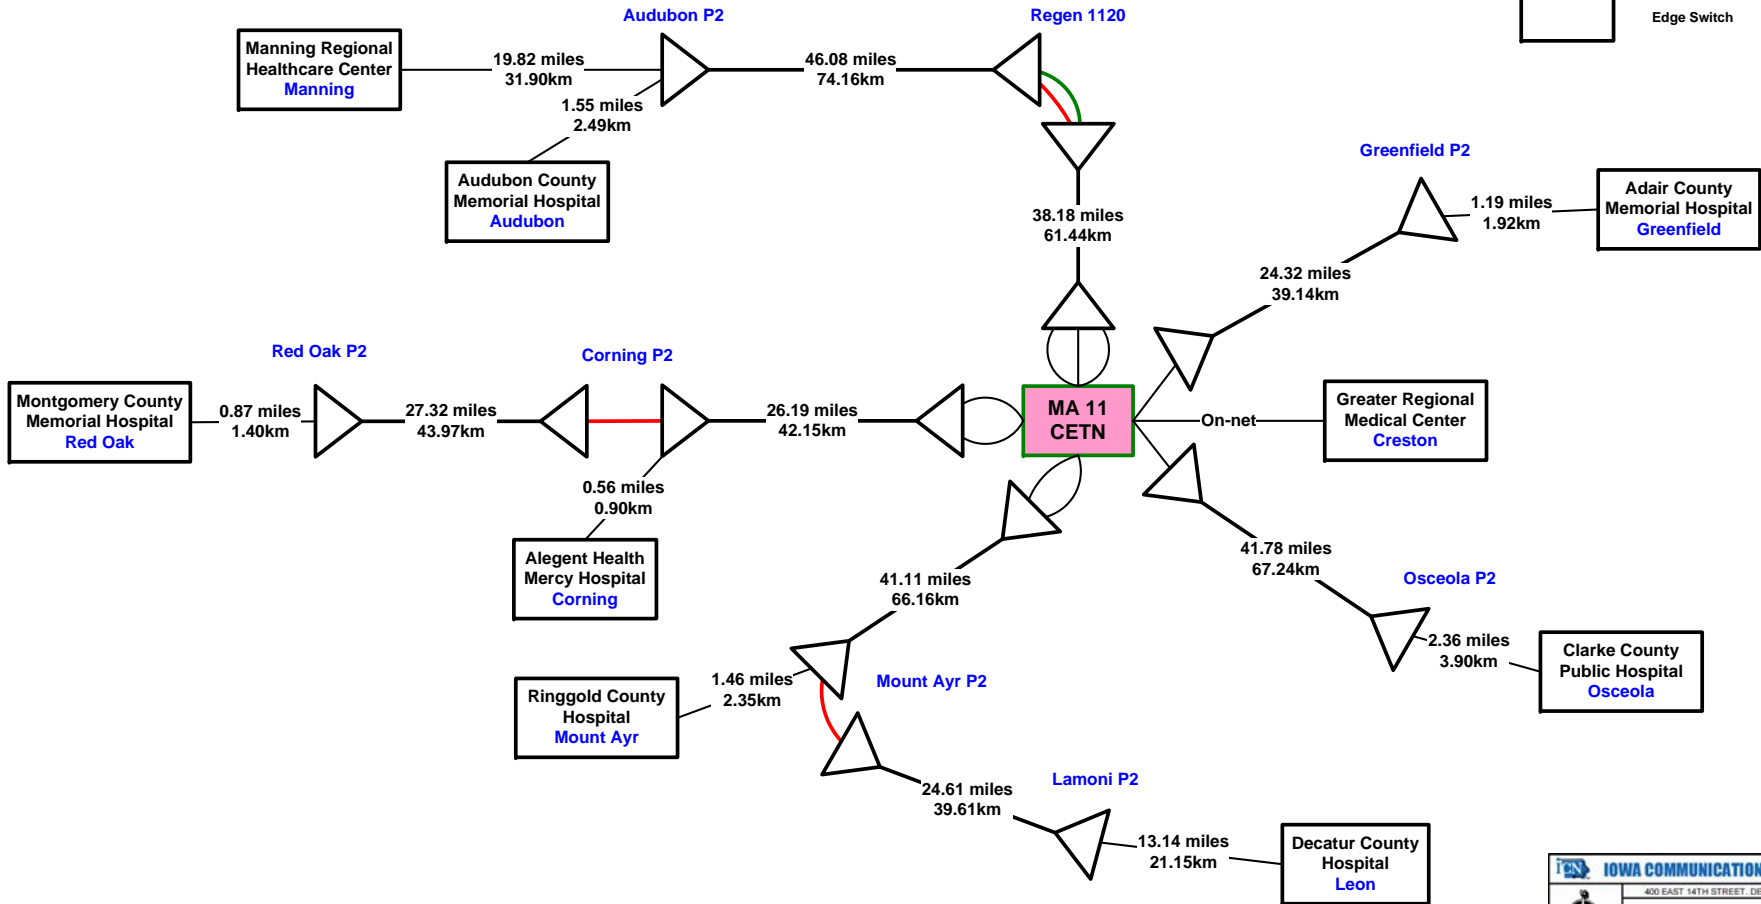 Audubon P2
Regen 1120
Edge Switch
Manning Regional
Healthcare Center
Manning
19.82 miles
31.90km
46.08 miles
74.16km
1.55 miles
2.49km
Audubon County
Memorial Hospital
Audubon
38.18 miles
61.44km
Greenfield P2
1.19 miles
1.92km
Adair County
Memorial Hospital
Greenfield
24.32 miles
39.14km
Red Oak P2
Corning P2
Montgomery County
Memorial Hospital
Red Oak
0.87 miles
1.40km
27.32 miles
43.97km
26.19 miles
42.15km
MA 11
CETN
On-net
Greater Regional
Medical Center
Creston
0.56 miles
0.90km
Alegent Health
Mercy Hospital
Corning
41.11 miles
66.16km
41.78 miles
67.24km
Osceola P2
2.36 miles
3.90km
Clarke County
Public Hospital
Osceola
Ringgold County
Hospital
Mount Ayr
1.46 miles
2.35km
Mount Ayr P2
24.61 miles
39.61km
Lamoni P2
13.14 miles
21.15km
Decatur County
Hospital
Leon
ICN IOWA COMMUNICATION
400 EAST 14TH STREET. DE